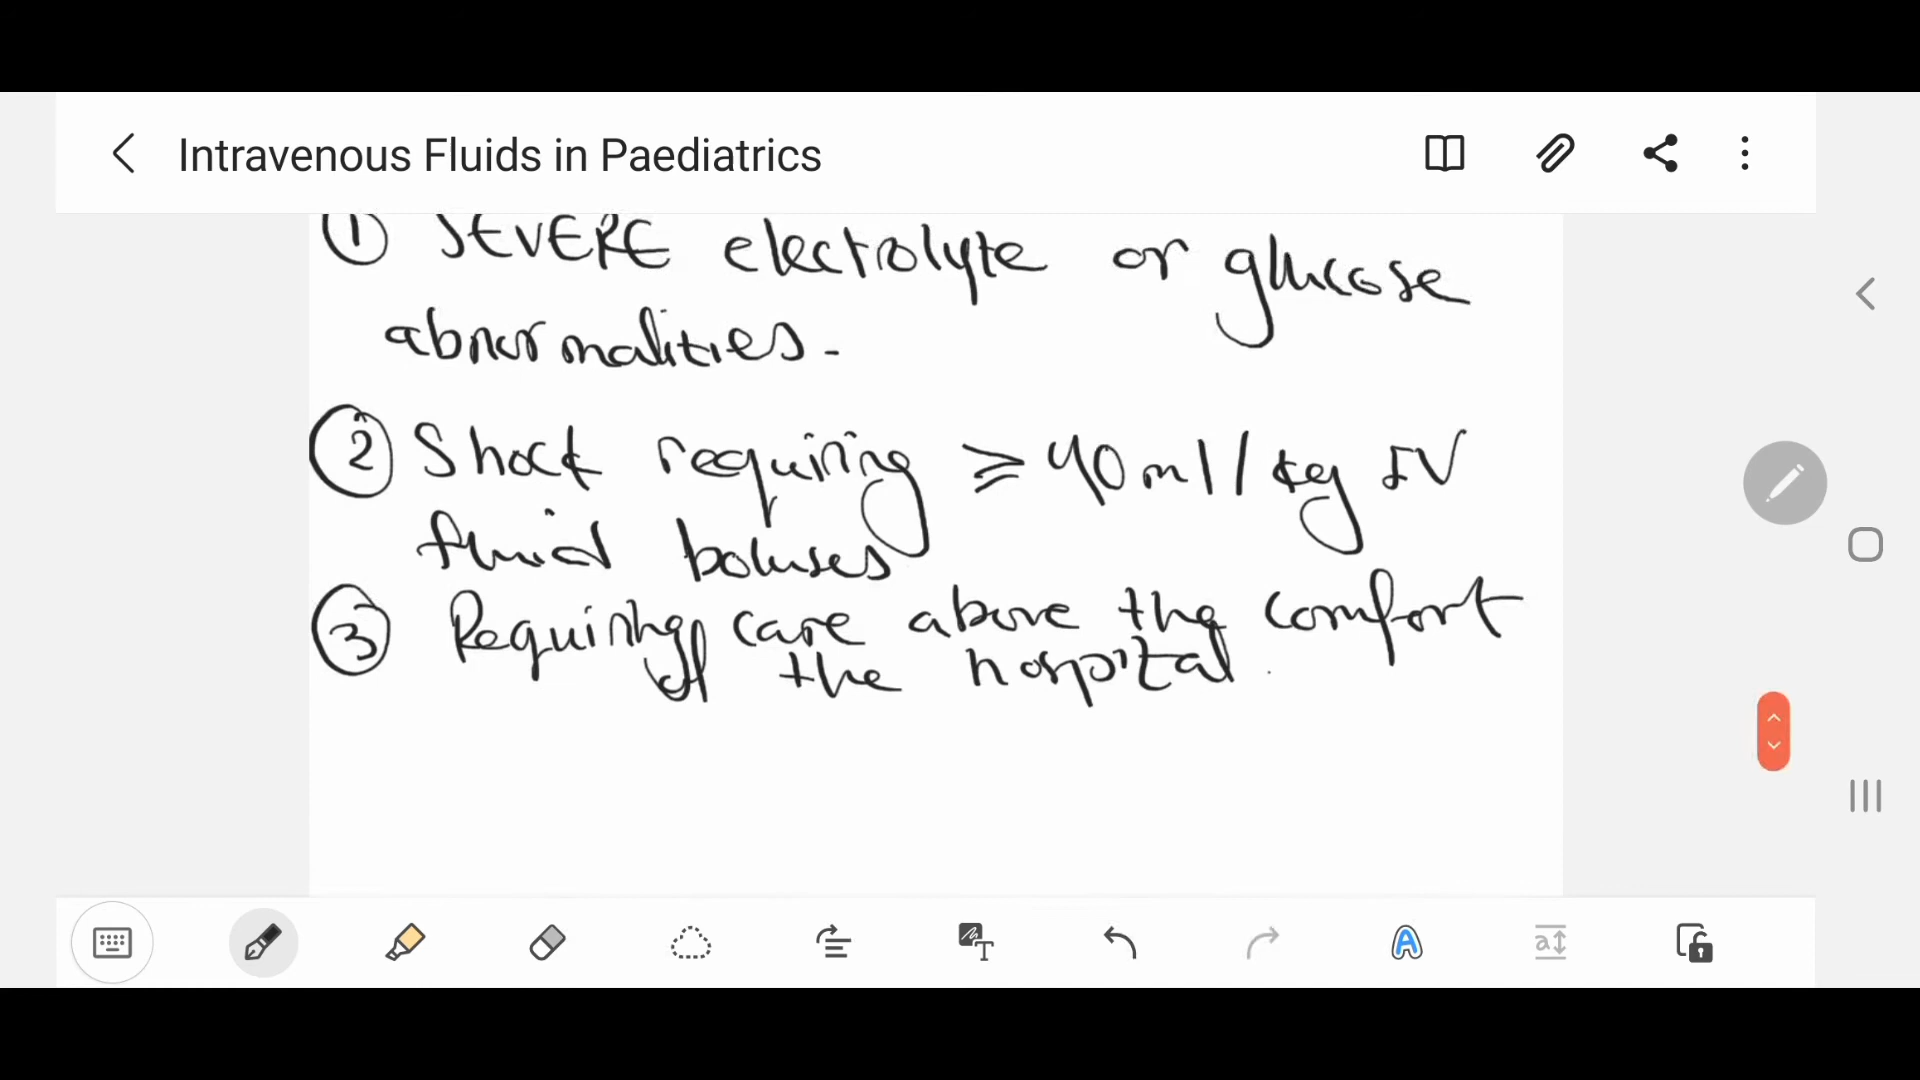 Intravenous Fluids in Paediatrics
① SEVERE electrolyte or glucose
abnormalities.
② Shock requiring ≥ 40ml/kg IV
fluid boluses
③ Requiring care above the comfort
of the hospital.